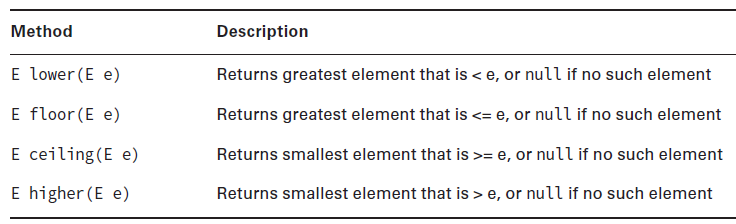 Method Description
E lower(E e) Returns greatest element that is < e, or null if no such element
E floor(E e) Returns greatest element that is <= e, or null if no such element
E ceiling(E e) Returns smallest element that is >= e, or null if no such element
E higher(E e) Returns smallest element that is > e, or null if no such element